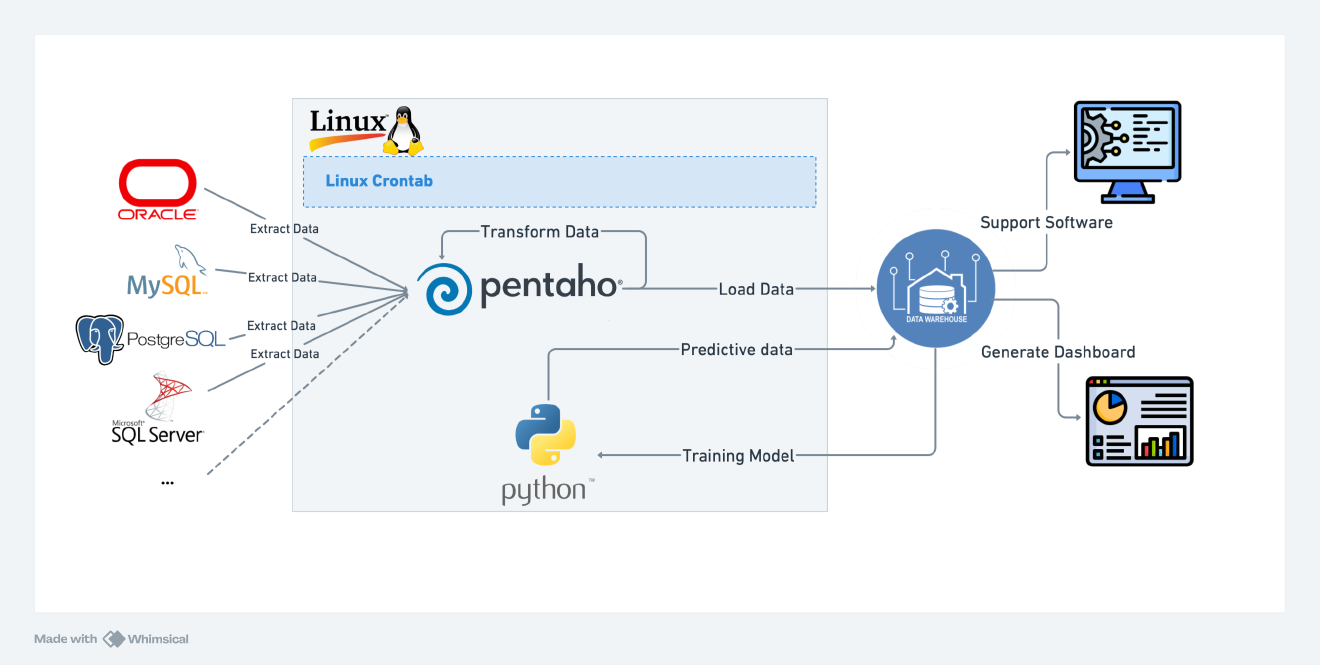 Linux
Linux Crontab
ORACLE
Extract Data
MySQL
Extract Data
PostgreSQL
Extract Data
Extract Data
Microsoft®
SQL Server
...
Transform Data
pentaho®
Load Data
Predictive data
python™
Training Model
DATA WAREHOUSE
Support Software
Generate Dashboard
Made with Whimsical